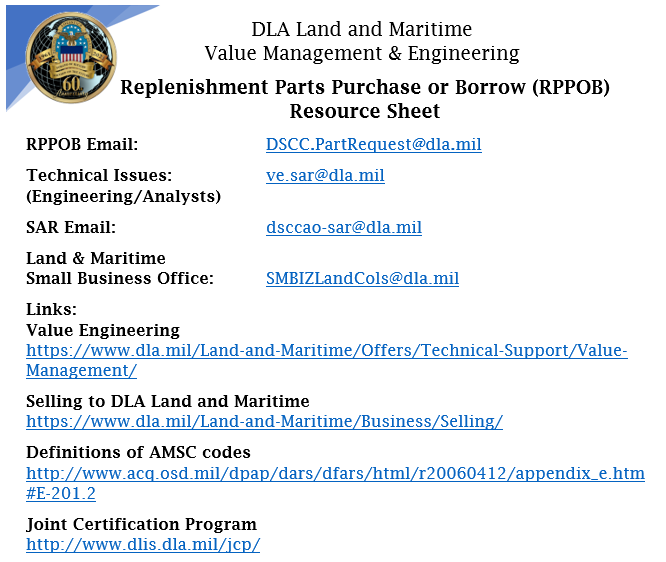 60
Anniversary
DLA Land and Maritime
Value Management & Engineering
Replenishment Parts Purchase or Borrow (RPPOB)
Resource Sheet
RPPOB Email: DSCC.PartRequest@dla.mil
Technical Issues: ve.sar@dla.mil
(Engineering/Analysts)
SAR Email: dsccao-sar@dla.mil
Land & Maritime
Small Business Office: SMBIZLandCols@dla.mil
Links:
Value Engineering
https://www.dla.mil/Land-and-Maritime/Offers/Technical-Support/Value-
Management/
Selling to DLA Land and Maritime
https://www.dla.mil/Land-and-Maritime/Business/Selling/
Definitions of AMSC codes
http://www.acq.osd.mil/dpap/dars/dfars/html/r20060412/appendix_e.htm
#E-201.2
Joint Certification Program
http://www.dlis.dla.mil/jcp/